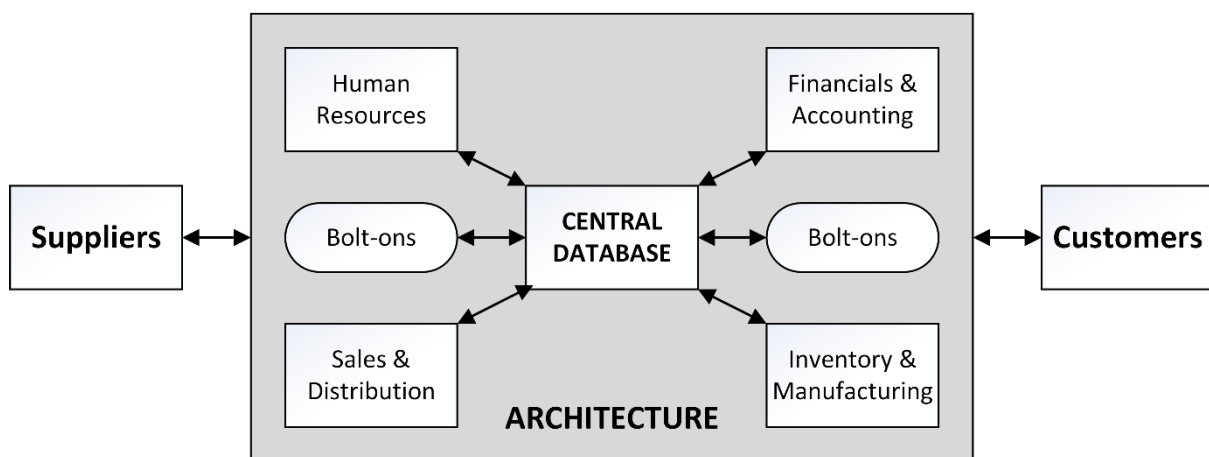 Human
Resources
Financials &
Accounting
Suppliers
Bolt-ons
CENTRAL
DATABASE
Bolt-ons
Customers
Sales &
Distribution
Inventory &
Manufacturing
ARCHITECTURE